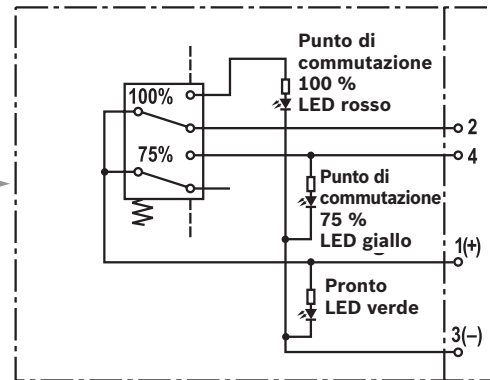 Punto di
commutazione
100 %
LED rosso
100%
2
75%
4
Punto di
commutazione
75 %
LED giallo
1(+)
Pronto
LED verde
3(–)